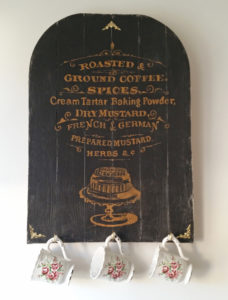 ROASTED &
GROUND COFFEE,
SPICES,
Cream Tartar Baking Powder,
DRY MUSTARD,
FRENCH & GERMAN
PREPARED MUSTARD,
HERBS &c